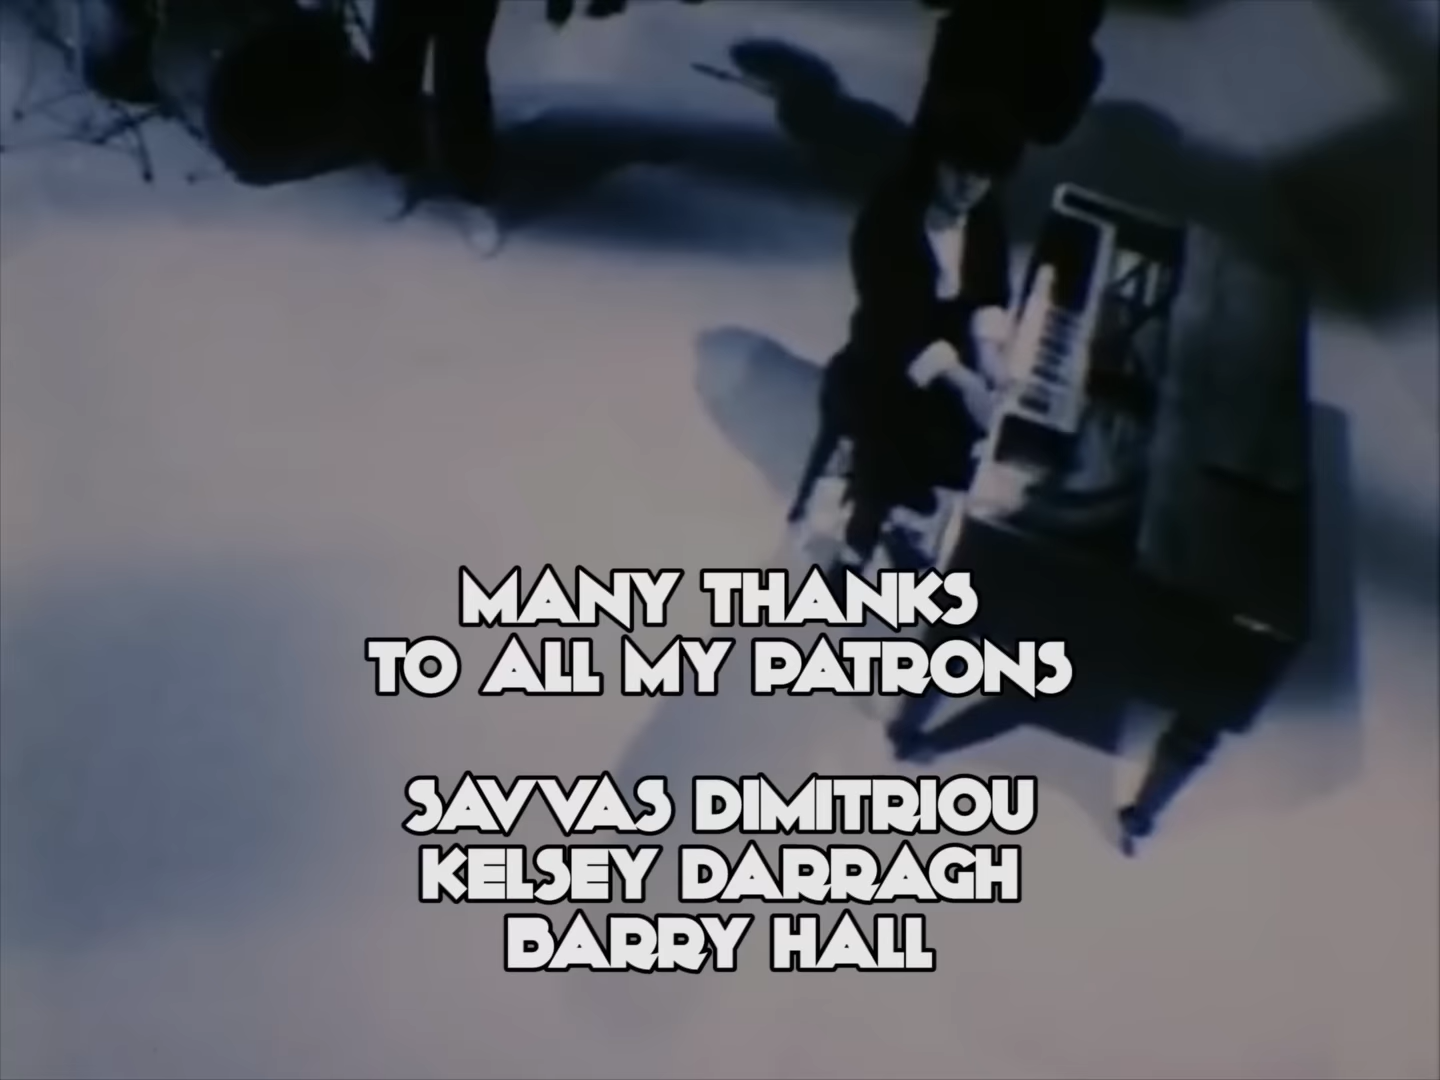 MANY THANKS
TO ALL MY PATRONS
SAVVAS DIMITRIOU
KELSEY DARRAGH
BARRY HALL